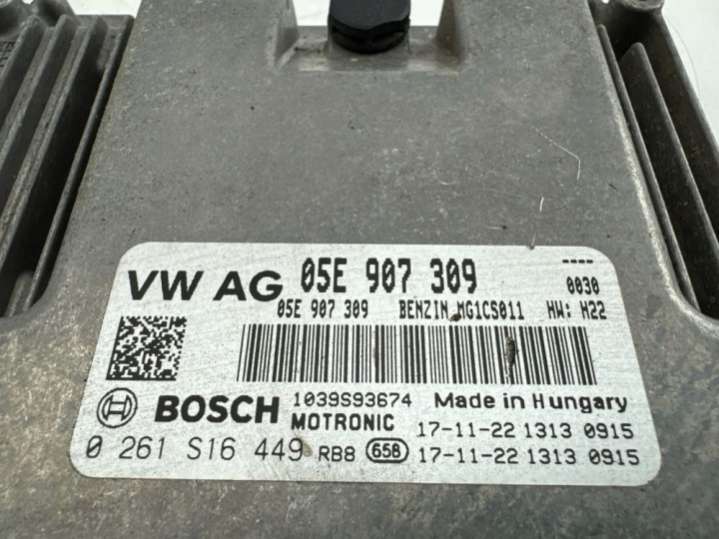 ----
VW AG 05E 907 309 0030
05E 907 309 BENZIN MG1CS011 HW: H22
BOSCH 1039S93674 Made in Hungary
MOTRONIC 17-11-22 1313 0915
0 261 S16 449 RB8 658 17-11-22 1313 0915